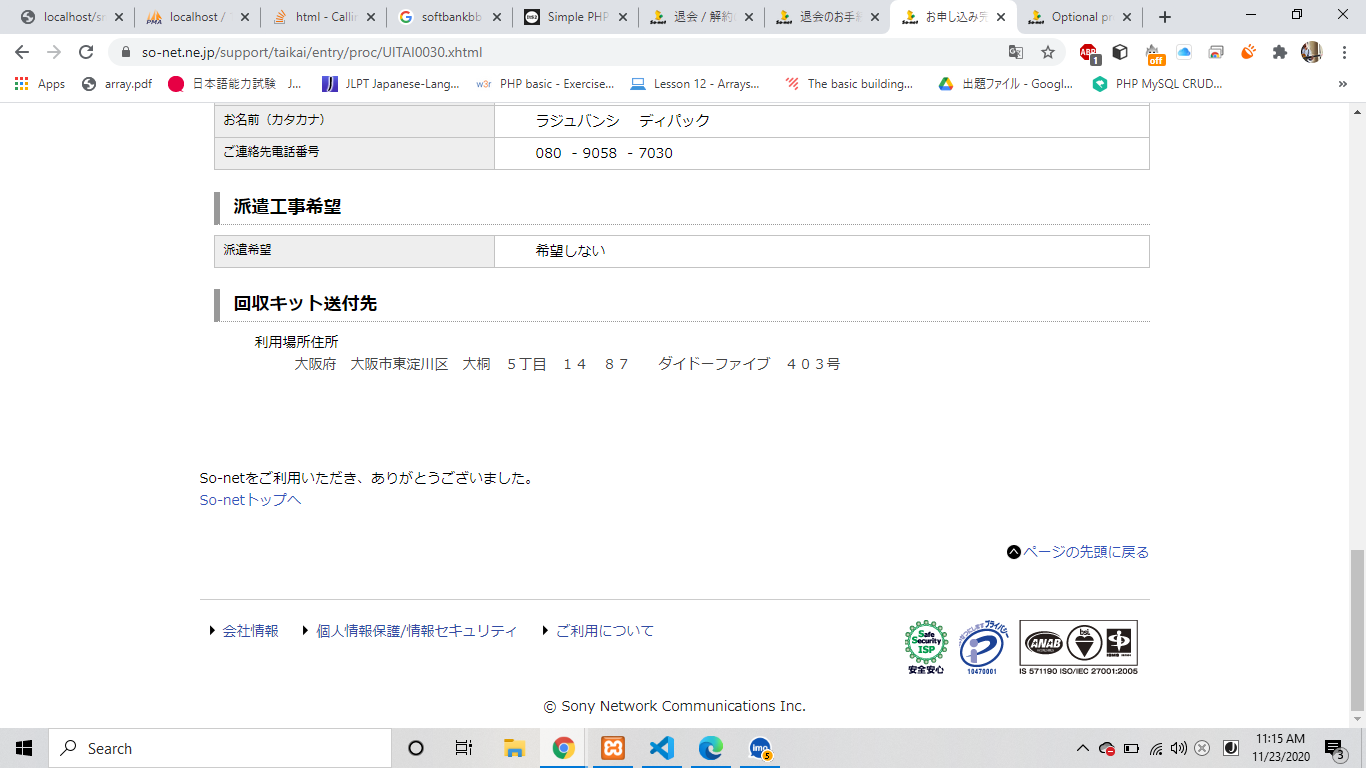 localhost/sr
localhost /
html - Callin
softbankbb
Simple PHP
退会 / 解約
退会のお手続
お申し込み完
Optional pr
so-net.ne.jp/support/taikai/entry/proc/UITAI0030.xhtml
ABP
1
off
Apps
array.pdf
日本語能力試験 J...
JLPT Japanese-Lang...
w3r PHP basic - Exercise...
Lesson 12 - Arrays...
The basic building...
出題ファイル - Googl...
PHP MySQL CRUD...
»
お名前（カタカナ） ラジュバンシ ディパック
ご連絡先電話番号 080 - 9058 - 7030
派遣工事希望
派遣希望 希望しない
回収キット送付先
利用場所住所
大阪府 大阪市東淀川区 大桐 ５丁目 １４ ８７ ダイドーファイブ ４０３号
So-netをご利用いただき、ありがとうございました。
So-netトップへ
ページの先頭に戻る
会社情報 個人情報保護/情報セキュリティ ご利用について
Safe Security ISP
安全安心
プライバシー
10470001
ANAB
bsi.
IS 571190 ISO/IEC 27001:2005
© Sony Network Communications Inc.
Search
imo
5
11:15 AM
11/23/2020
3